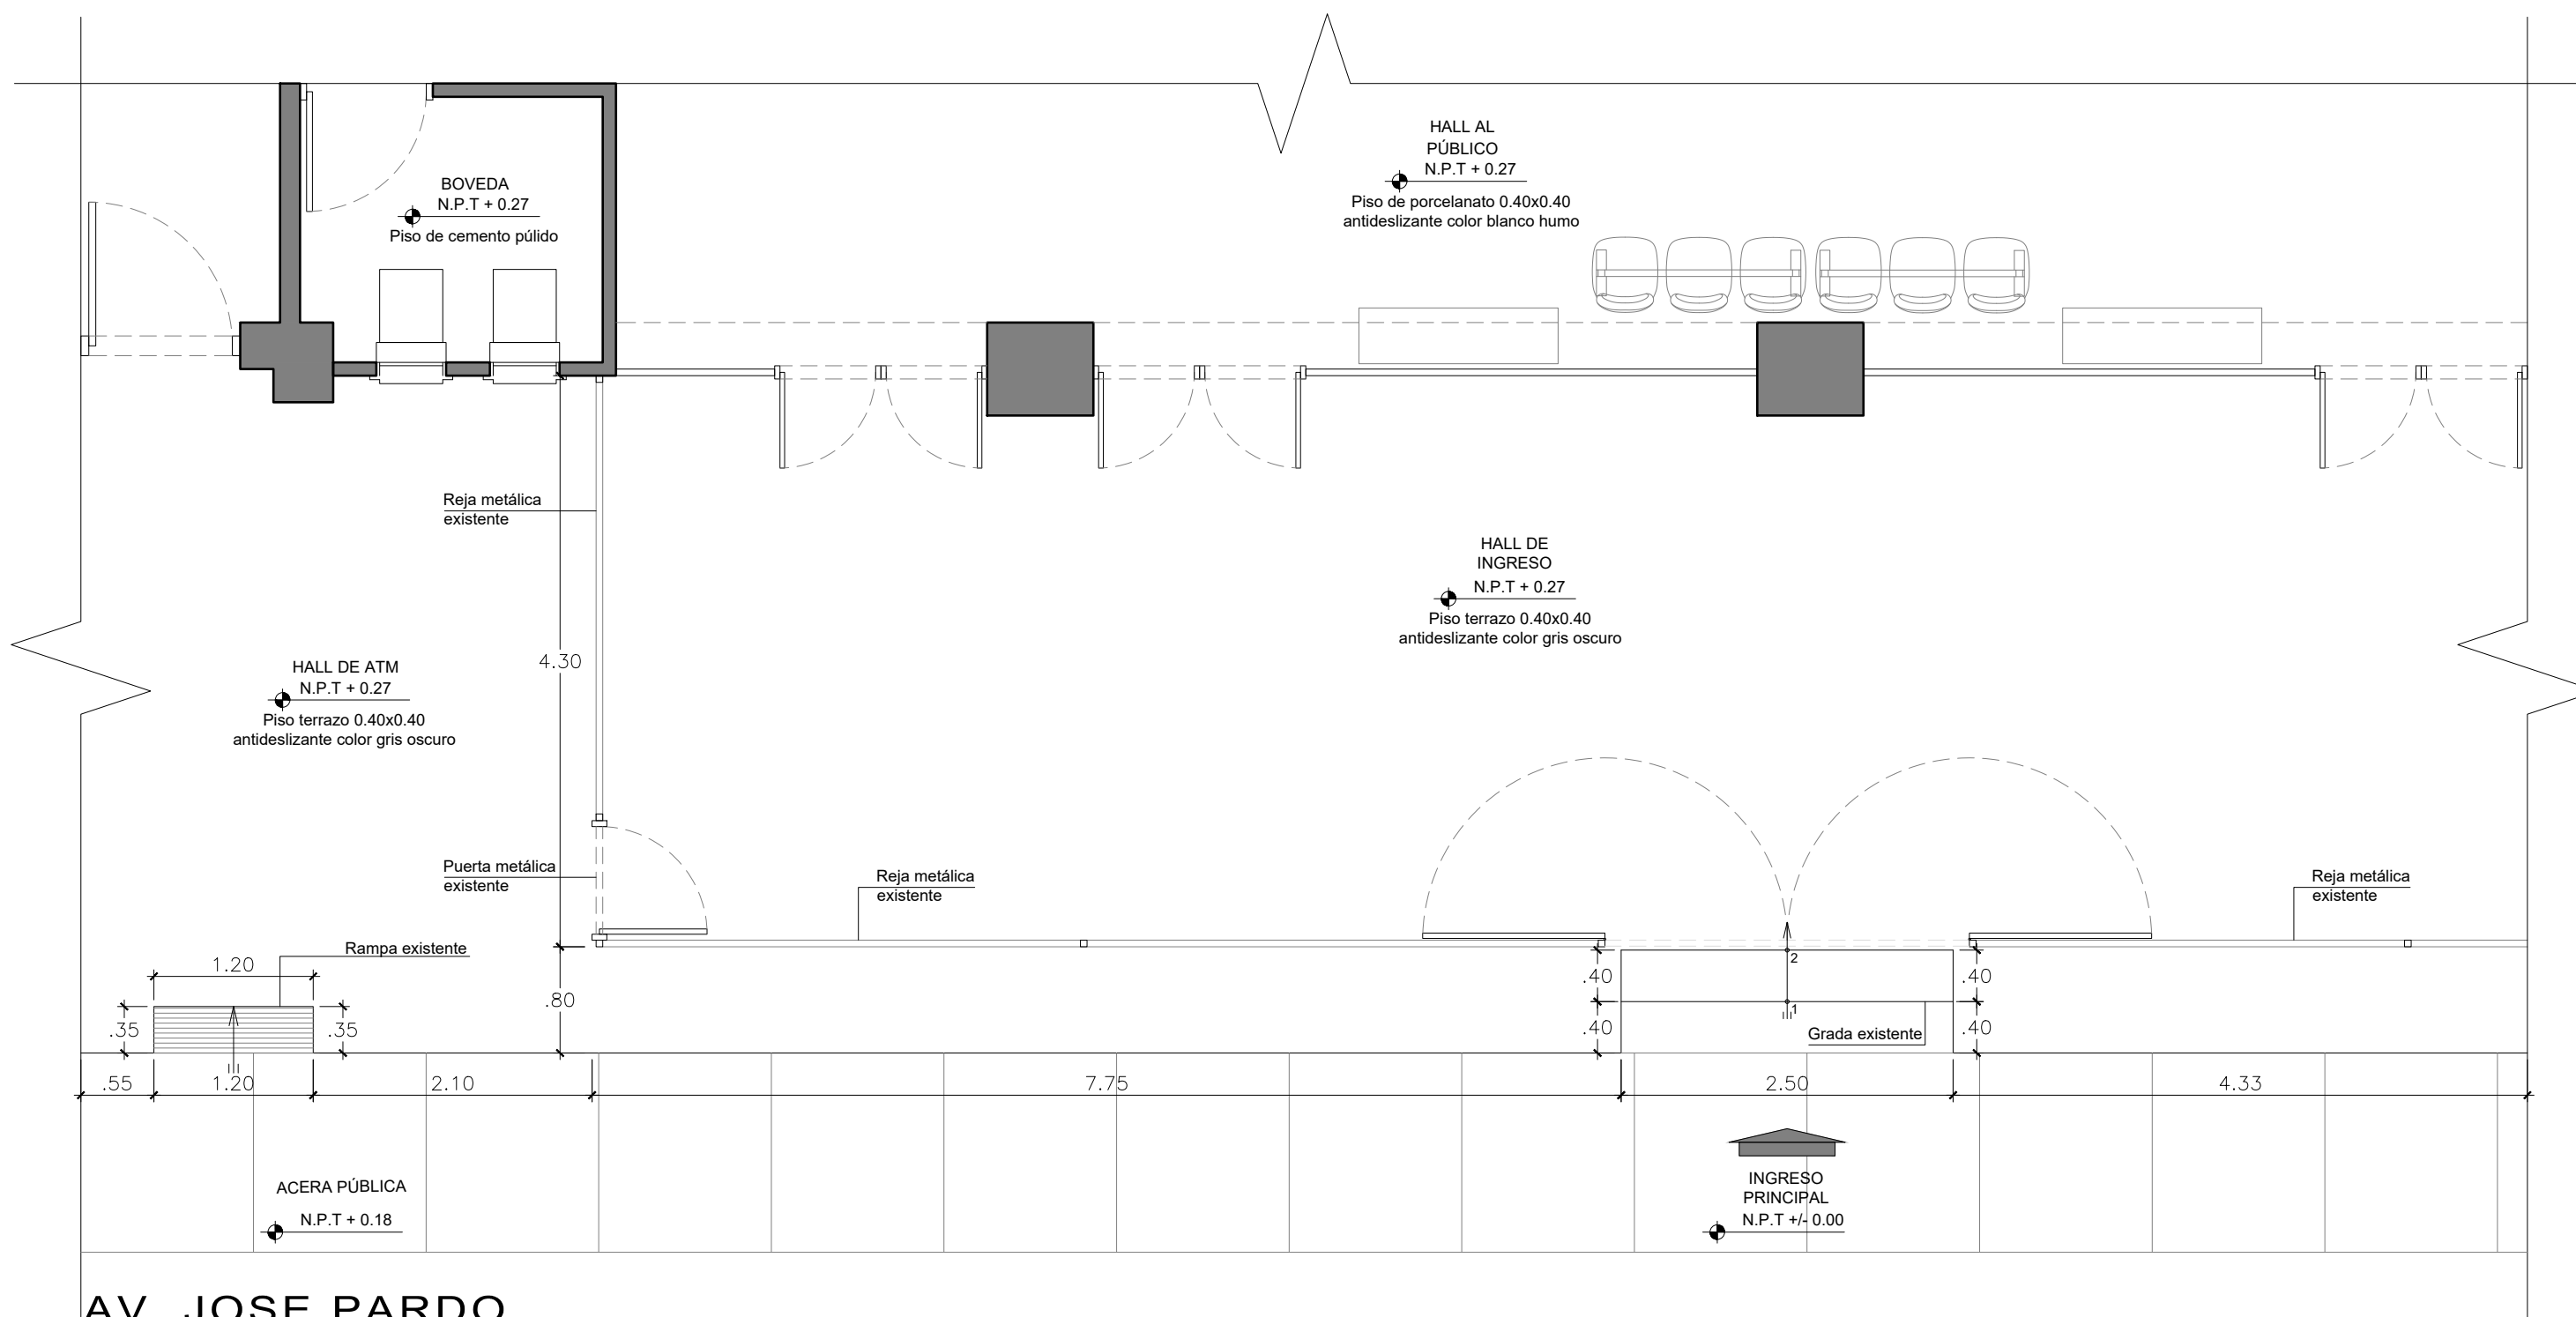 HALL AL
PÚBLICO
N.P.T + 0.27
Piso de porcelanato 0.40x0.40
antideslizante color blanco humo
BOVEDA
N.P.T + 0.27
Piso de cemento púlido
Reja metálica
existente
HALL DE
INGRESO
N.P.T + 0.27
Piso terrazo 0.40x0.40
antideslizante color gris oscuro
4.30
HALL DE ATM
N.P.T + 0.27
Piso terrazo 0.40x0.40
antideslizante color gris oscuro
Puerta metálica
existente
Reja metálica
existente
Reja metálica
existente
Rampa existente
1.20
.35
.35
.80
.40
.40
2
1
.40
.40
Grada existente
.55
1.20
2.10
7.75
2.50
4.33
ACERA PÚBLICA
N.P.T + 0.18
INGRESO
PRINCIPAL
N.P.T +/- 0.00
AV. JOSE PARDO